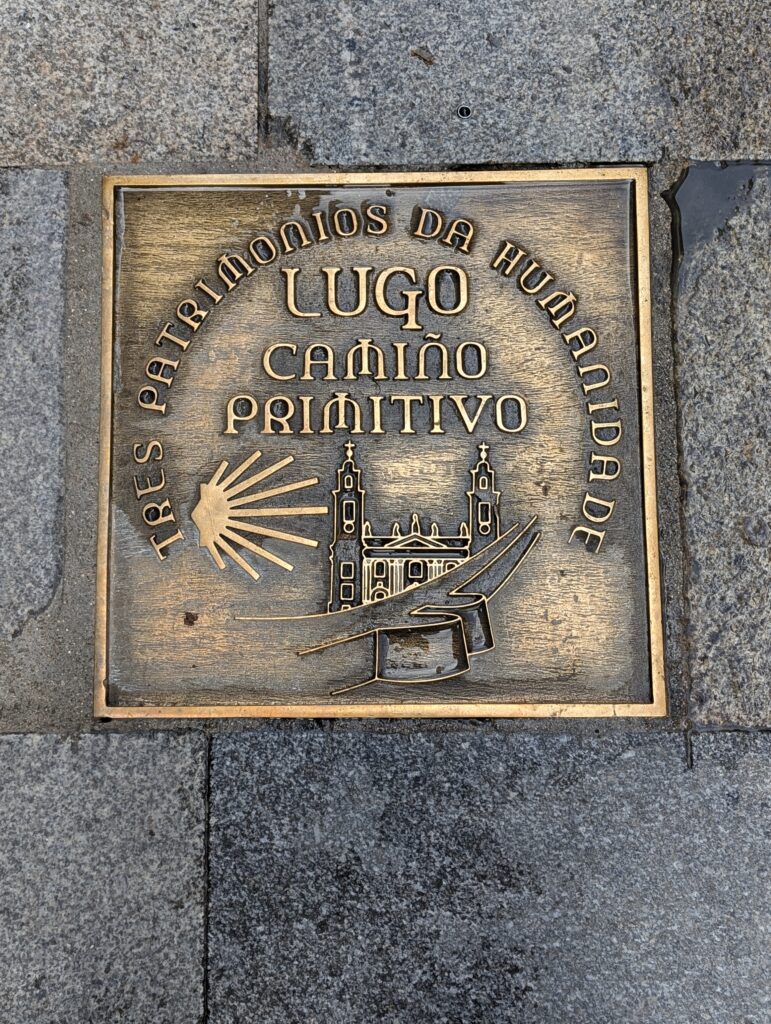 TRES PATRIMONIOS DA HUMANIDADE
LUGO
CAMIÑO
PRIMITIVO